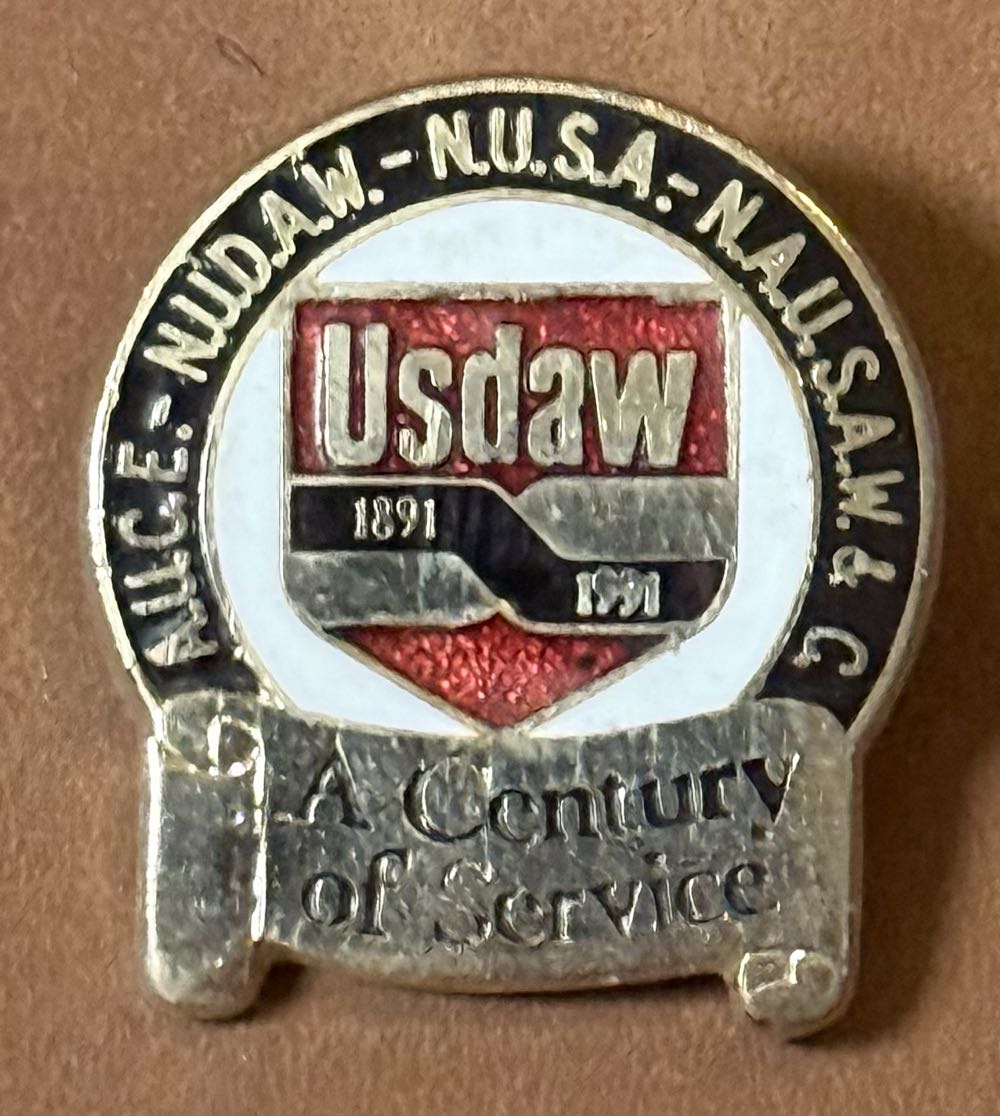 A.U.C.E.-N.U.D.A.W.-N.U.S.A.-N.A.U.S.A.W. & C
Usdaw
1891
1991
A Century
of Service